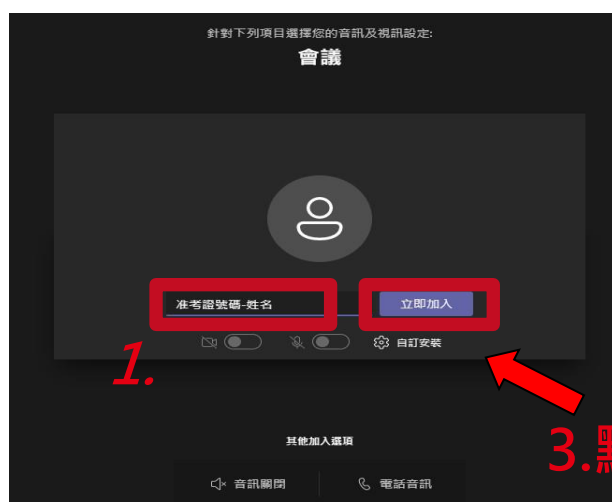 針對下列項目選擇您的音訊及視訊設定:
會議
准考證號碼-姓名
立即加入
自訂安裝
1.
其他加入選項
3.點
音訊關閉
電話音訊